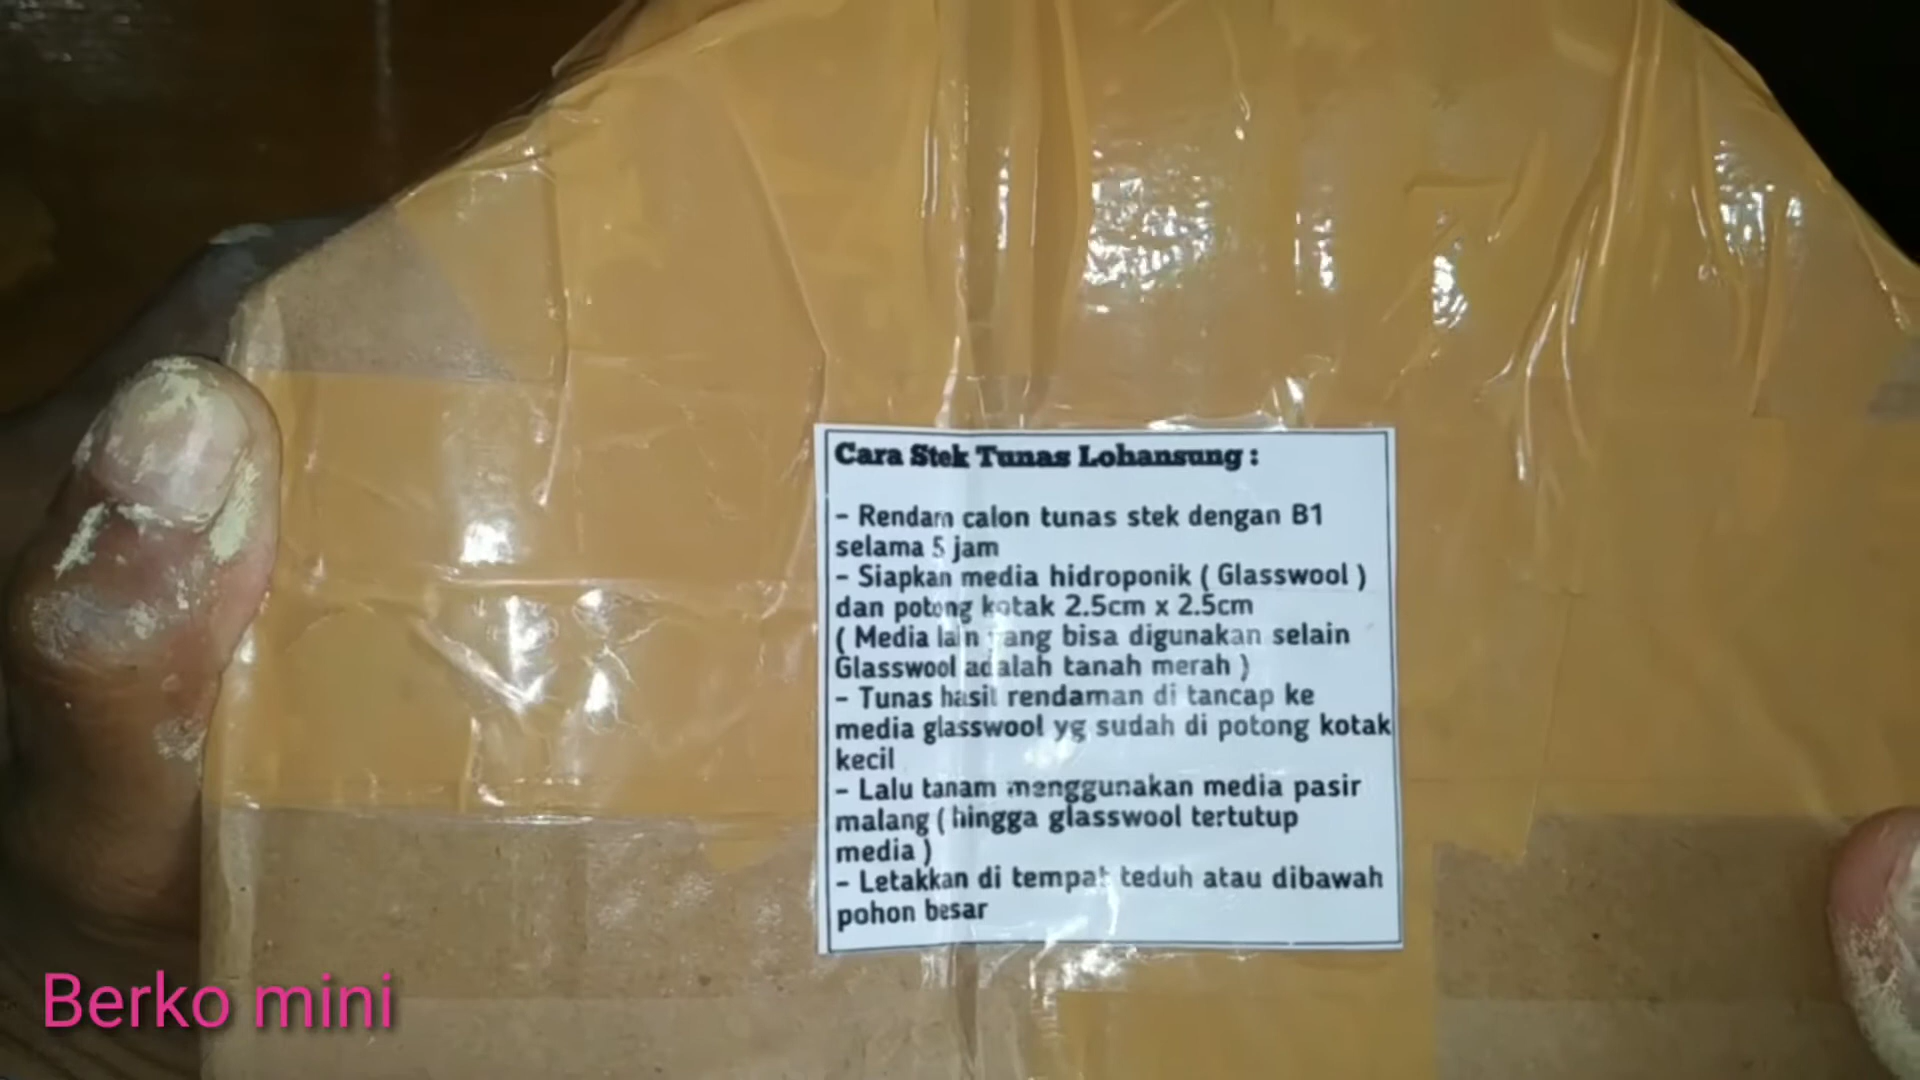 Cara Stek Tunas Lohansung :
- Rendam calon tunas stek dengan B1
selama 5 jam
- Siapkan media hidroponik ( Glasswool )
dan potong kotak 2.5cm x 2.5cm
( Media lain yang bisa digunakan selain
Glasswool adalah tanah merah )
- Tunas hasil rendaman di tancap ke
media glasswool yg sudah di potong kotak
kecil
- Lalu tanam menggunakan media pasir
malang ( hingga glasswool tertutup
media )
- Letakkan di tempat teduh atau dibawah
pohon besar
Berko mini